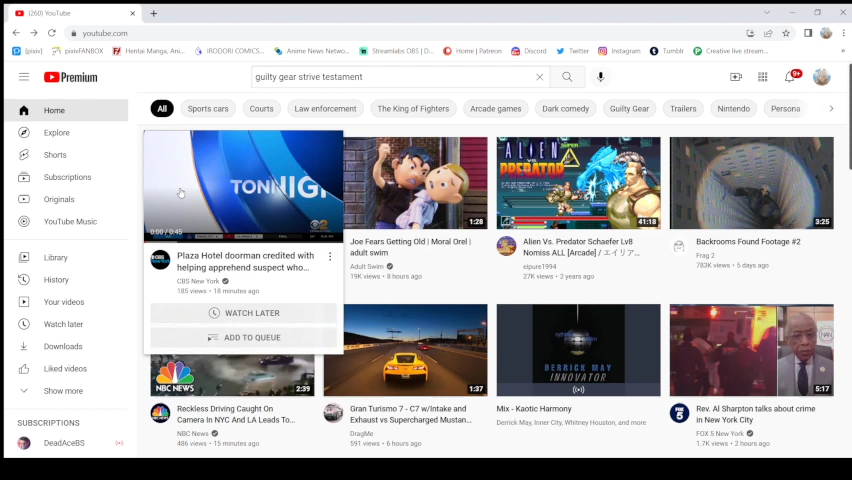 (260) YouTube
youtube.com
[pixiv]
pixivFANBOX
Hentai Manga, Ani...
IRODORI COMICS...
Anime News Network...
Streamlabs OBS |...
Home | Patreon
Discord
Twitter
Instagram
Tumblr
Creative live stream...
Premium
guilty gear strive testament
9+
Home
Explore
Shorts
Subscriptions
Originals
YouTube Music
Library
History
Your videos
Watch later
Downloads
Liked videos
Show more
SUBSCRIPTIONS
DeadAceBS
All
Sports cars
Courts
Law enforcement
The King of Fighters
Arcade games
Dark comedy
Guilty Gear
Trailers
Nintendo
Persona
0:00 / 0:45
Plaza Hotel doorman credited with
helping apprehend suspect who...
CBS New York
185 views • 18 minutes ago
WATCH LATER
ADD TO QUEUE
1:28
Joe Fears Getting Old | Moral Orel |
adult swim
Adult Swim
19K views • 8 hours ago
ALIEN VS. PREDATOR
41:18
Alien Vs. Predator Schaefer Lv8
Nomiss ALL [Arcade] / エイリア...
eipure1994
27K views • 2 years ago
3:25
Backrooms Found Footage #2
Frag 2
783K views • 5 days ago
NBC NEWS
2:39
Reckless Driving Caught On
Camera In NYC And LA Leads To...
NBC News
486 views • 15 minutes ago
1:37
Gran Turismo 7 - C7 w/Intake and
Exhaust vs Supercharged Mustan...
DragMe
591 views • 6 hours ago
DERRICK MAY
INNOVATOR
Mix - Kaotic Harmony
Derrick May, Inner City, Whitney Houston, and more
NAN
5:17
FOX 5
Rev. Al Sharpton talks about crime
in New York City
FOX 5 New York
1.7K views • 2 hours ago